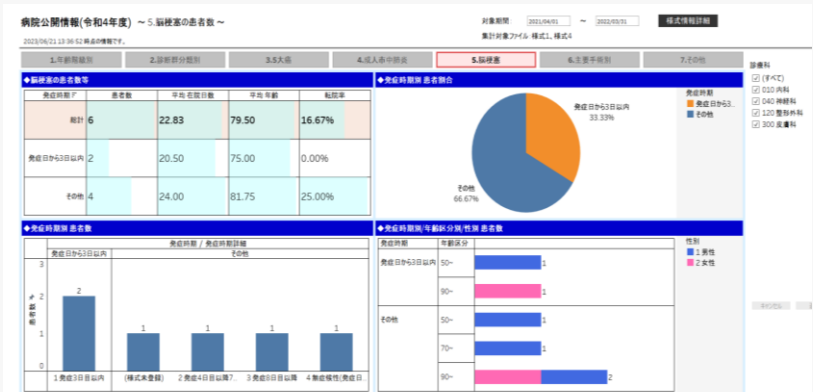 病院公開情報(令和4年度) ～ 5.脳梗塞の患者数 ～
対象期間 2021/04/01 ～ 2022/03/31 様式情報詳細
2023/06/21 13:36:52 時点の情報です。 集計対象ファイル 様式1、様式4
1.年齢階級別 2.診断群分類別 3.5大癌 4.成人市中肺炎 5.脳梗塞 6.主要手術別 7.その他
◆脳梗塞の患者数等
発症時期 患者数 平均在院日数 平均年齢 転院率
総計 6 22.83 79.50 16.67%
発症日から3日以内 2 20.50 75.00 0.00%
その他 4 24.00 81.75 25.00%
◆発症時期別 患者割合
発症日から3日以内
33.33%
その他
66.67%
発症時期
発症日から3..
その他
診療科
(すべて)
010 内科
040 神経科
120 整形外科
300 皮膚科
◆発症時期別 患者数
発症時期 / 発症時期詳細
発症日から3日以内 その他
患者数
3
2
1
0
2 1 1 1 1
1 発症3日目以内 (様式未登録) 2 発症4日目以降7.. 3 発症8日目以降 4 無症候性(発症日..
◆発症時期別/年齢区分別/性別 患者数
発症時期 年齢区分
発症日から3日以内 50~ 1
90~ 1
その他 50~ 1
70~ 1
90~ 2
性別
1 男性
2 女性
キャンセル